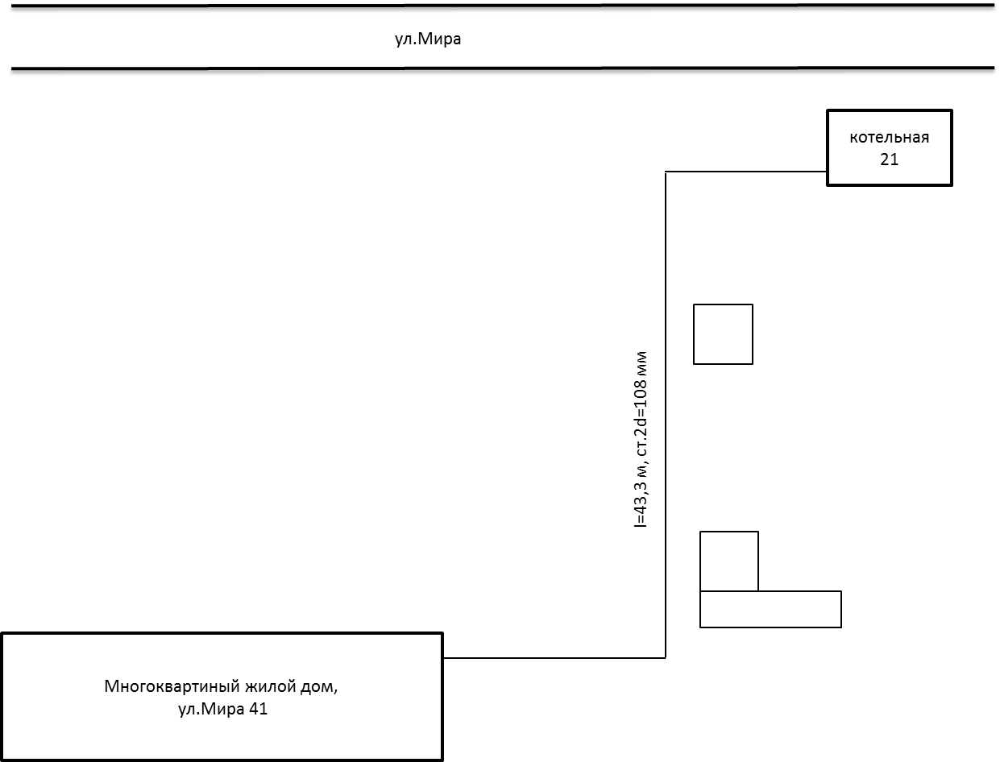 ул.Мира
котельная
21
l=43,3 м, ст.2d=108 мм
Многоквартиный жилой дом,
ул.Мира 41